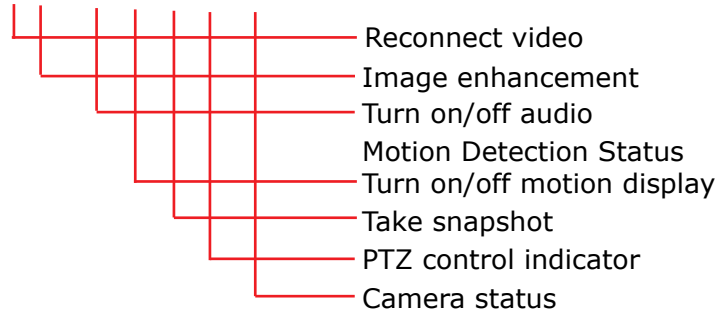 Reconnect video
Image enhancement
Turn on/off audio
Motion Detection Status
Turn on/off motion display
Take snapshot
PTZ control indicator
Camera status